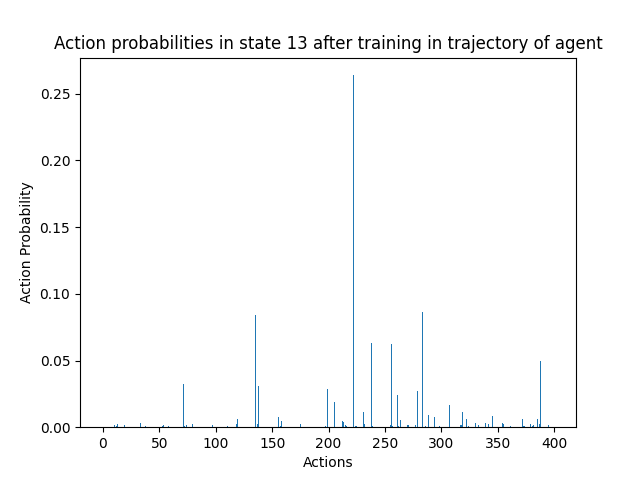 Action probabilities in state 13 after training in trajectory of agent
0.25
0.20
0.15
0.10
0.05
0.00
Action Probability
0 50 100 150 200 250 300 350 400
Actions